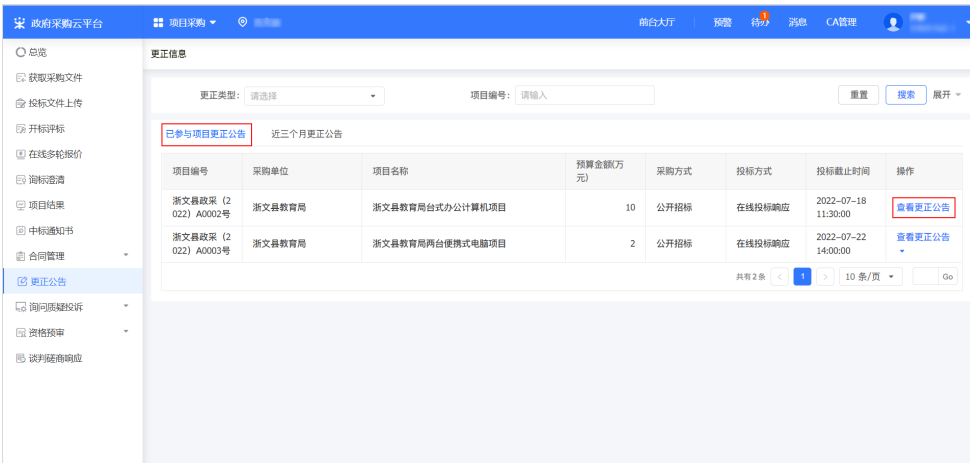 政府采购云平台
项目采购
前台大厅
预警
待办
1
消息
CA管理
总览
获取采购文件
投标文件上传
开标评标
在线多轮报价
询标澄清
项目结果
中标通知书
合同管理
更正公告
询问质疑投诉
资格预审
谈判磋商响应
更正信息
更正类型: 请选择
项目编号: 请输入
重置
搜索
展开
已参与项目更正公告
近三个月更正公告
项目编号
采购单位
项目名称
预算金额(万
元)
采购方式
投标方式
投标截止时间
操作
浙文县政采（2
022）A0002号
浙文县教育局
浙文县教育局台式办公计算机项目
10
公开招标
在线投标响应
2022-07-18
11:30:00
查看更正公告
浙文县政采（2
022）A0003号
浙文县教育局
浙文县教育局两台便携式电脑项目
2
公开招标
在线投标响应
2022-07-22
14:00:00
查看更正公告
共有2条
<
1
>
10 条/页
Go